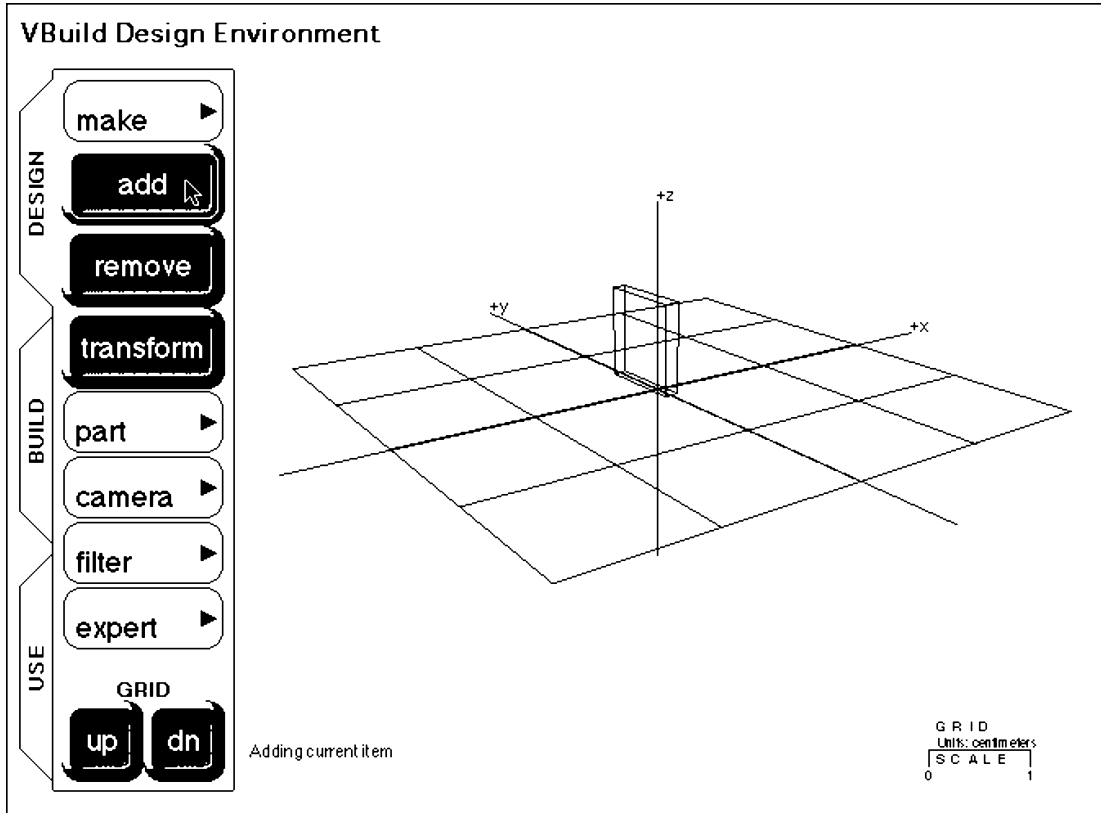 VBuild Design Environment
DESIGN
BUILD
USE
make
add
remove
transform
part
camera
filter
expert
GRID
up dn
+z
+y
+x
Adding current item
GRID
Units: centimeters
SCALE
0 1